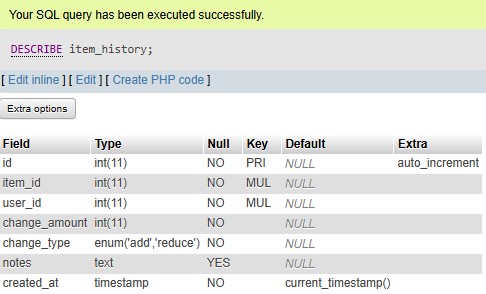 Your SQL query has been executed successfully.
DESCRIBE item_history;
[ Edit inline ] [ Edit ] [ Create PHP code ]
Extra options
Field Type Null Key Default Extra
id int(11) NO PRI NULL auto_increment
item_id int(11) NO MUL NULL
user_id int(11) NO MUL NULL
change_amount int(11) NO NULL
change_type enum('add','reduce') NO NULL
notes text YES NULL
created_at timestamp NO current_timestamp()